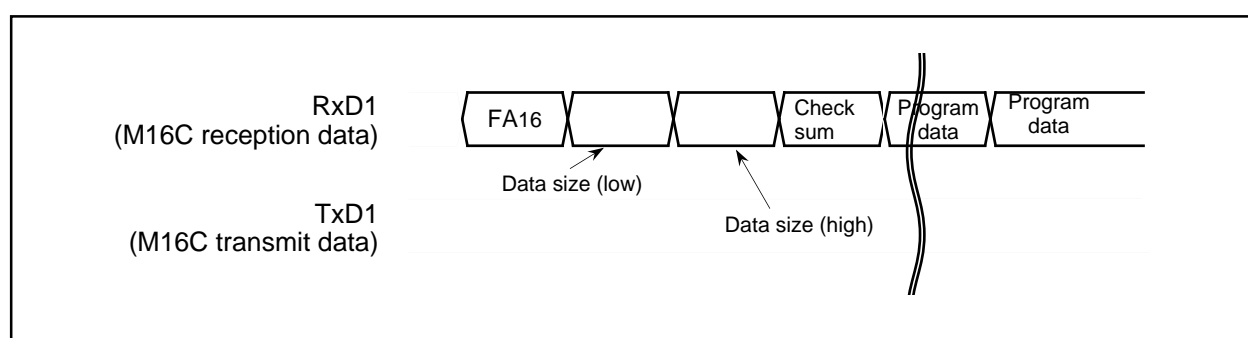 RxD1
(M16C reception data)
FA16
Check
sum
Program
data
Program
data
Data size (low)
Data size (high)
TxD1
(M16C transmit data)